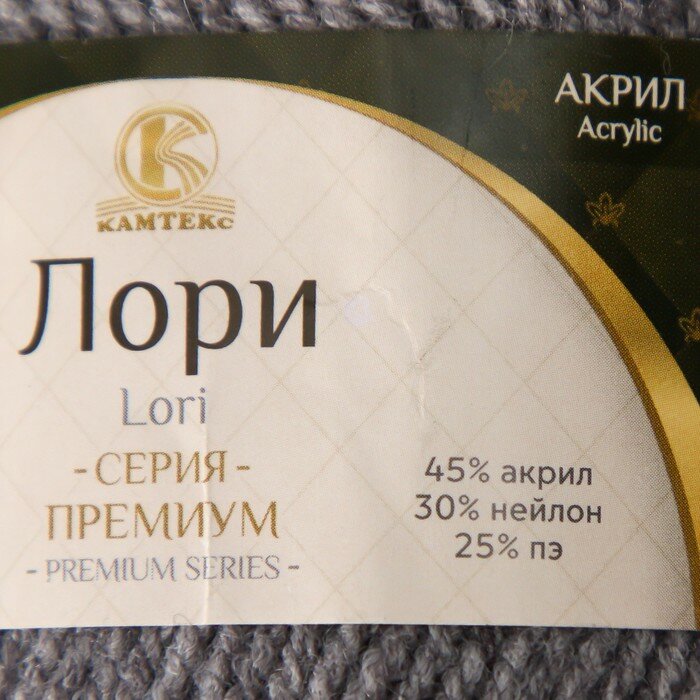 АКРИЛ
Acrylic
КАМТЕКС
Лори
Lori
- СЕРИЯ -
ПРЕМИУМ
- PREMIUM SERIES -
45% акрил
30% нейлон
25% пэ